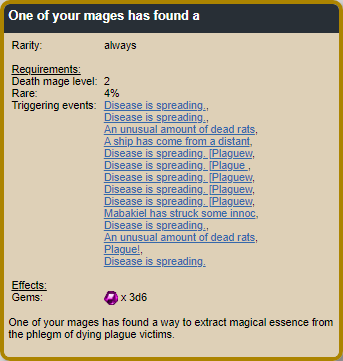 One of your mages has found a
Rarity: always
Requirements:
Death mage level: 2
Rare: 4%
Triggering events: Disease is spreading.,
Disease is spreading.,
An unusual amount of dead rats,
A ship has come from a distant,
Disease is spreading. [Plaguew,
Disease is spreading. [Plague ,
Disease is spreading. [Plaguew,
Disease is spreading. [Plaguew,
Disease is spreading. [Plaguew,
Mabakiel has struck some innoc,
Disease is spreading.,
An unusual amount of dead rats,
Plague!,
Disease is spreading.
Effects:
Gems: x 3d6
One of your mages has found a way to extract magical essence from
the phlegm of dying plague victims.